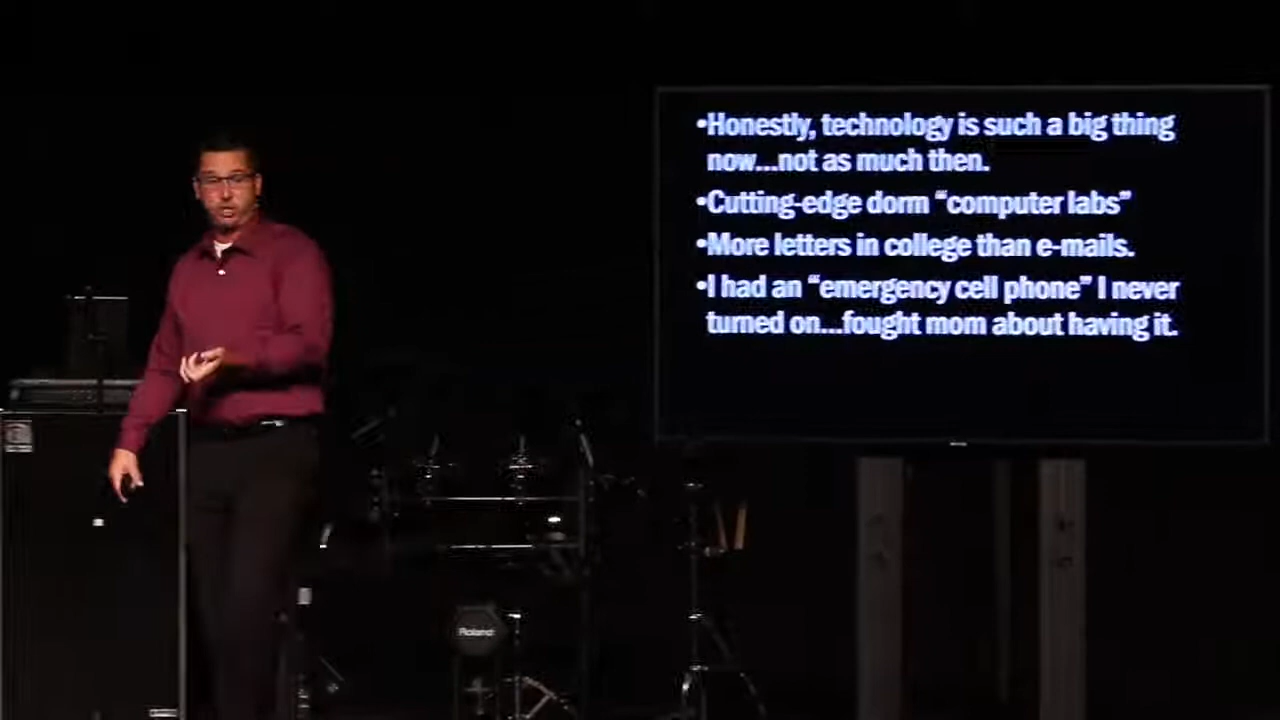 •Honestly, technology is such a big thing
now...not as much then.
•Cutting-edge dorm “computer labs”
•More letters in college than e-mails.
•I had an “emergency cell phone” I never
turned on...fought mom about having it.
Roland